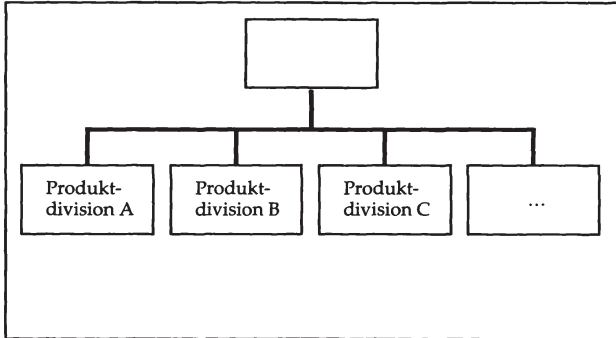 Produkt-
division A
Produkt-
division B
Produkt-
division C
...